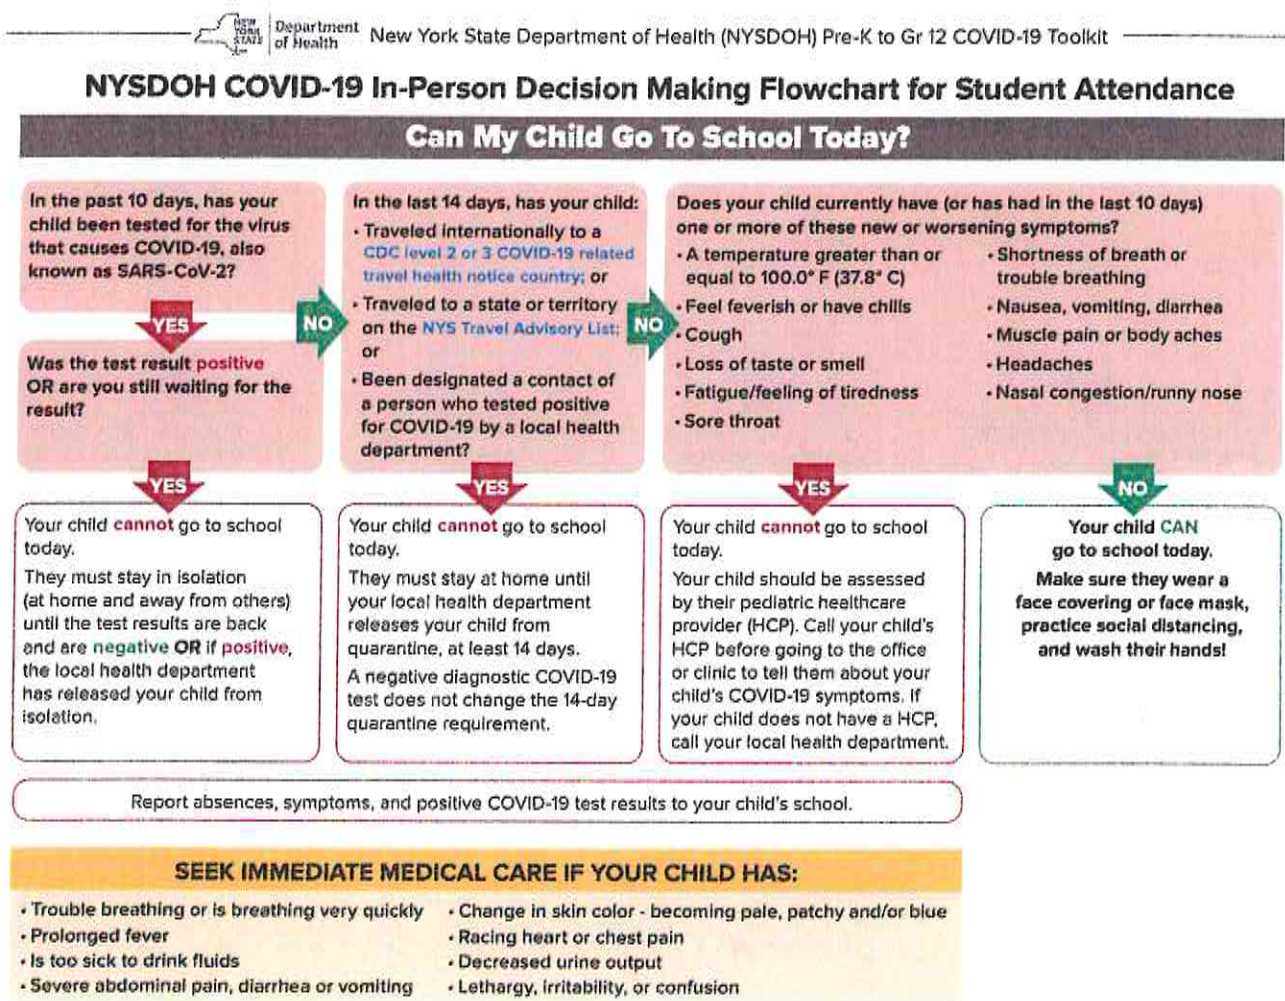 NEW
YORK
STATE
Department
of Health
New York State Department of Health (NYSDOH) Pre-K to Gr 12 COVID-19 Toolkit
NYSDOH COVID-19 In-Person Decision Making Flowchart for Student Attendance
Can My Child Go To School Today?
In the past 10 days, has your
child been tested for the virus
that causes COVID-19, also
known as SARS-CoV-2?
YES
NO
Was the test result positive
OR are you still waiting for the
result?
YES
Your child cannot go to school
today.
They must stay in isolation
(at home and away from others)
until the test results are back
and are negative OR if positive,
the local health department
has released your child from
isolation.
In the last 14 days, has your child:
• Traveled internationally to a
CDC level 2 or 3 COVID-19 related
travel health notice country; or
• Traveled to a state or territory
on the NYS Travel Advisory List;
or
• Been designated a contact of
a person who tested positive
for COVID-19 by a local health
department?
NO
YES
Your child cannot go to school
today.
They must stay at home until
your local health department
releases your child from
quarantine, at least 14 days.
A negative diagnostic COVID-19
test does not change the 14-day
quarantine requirement.
Does your child currently have (or has had in the last 10 days)
one or more of these new or worsening symptoms?
• A temperature greater than or
equal to 100.0° F (37.8° C)
• Feel feverish or have chills
• Cough
• Loss of taste or smell
• Fatigue/feeling of tiredness
• Sore throat
• Shortness of breath or
trouble breathing
• Nausea, vomiting, diarrhea
• Muscle pain or body aches
• Headaches
• Nasal congestion/runny nose
YES
Your child cannot go to school
today.
Your child should be assessed
by their pediatric healthcare
provider (HCP). Call your child's
HCP before going to the office
or clinic to tell them about your
child's COVID-19 symptoms. If
your child does not have a HCP,
call your local health department.
NO
Your child CAN
go to school today.
Make sure they wear a
face covering or face mask,
practice social distancing,
and wash their hands!
Report absences, symptoms, and positive COVID-19 test results to your child's school.
SEEK IMMEDIATE MEDICAL CARE IF YOUR CHILD HAS:
• Trouble breathing or is breathing very quickly
• Prolonged fever
• Is too sick to drink fluids
• Severe abdominal pain, diarrhea or vomiting
• Change in skin color - becoming pale, patchy and/or blue
• Racing heart or chest pain
• Decreased urine output
• Lethargy, irritability, or confusion